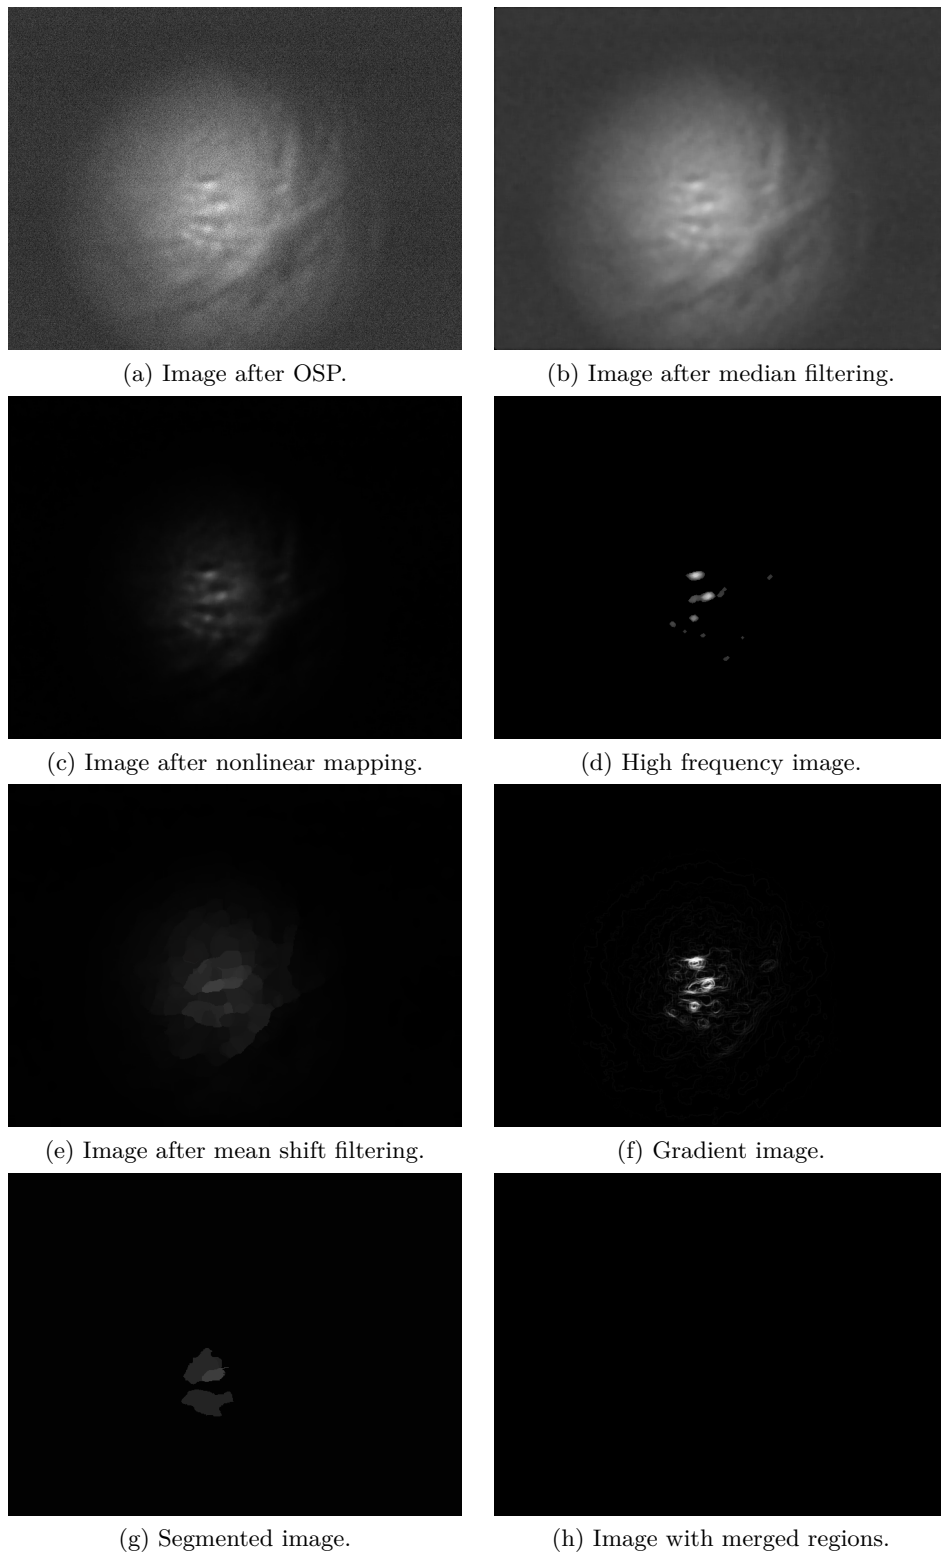 (a) Image after OSP.
(b) Image after median filtering.
(c) Image after nonlinear mapping.
(d) High frequency image.
(e) Image after mean shift filtering.
(f) Gradient image.
(g) Segmented image.
(h) Image with merged regions.